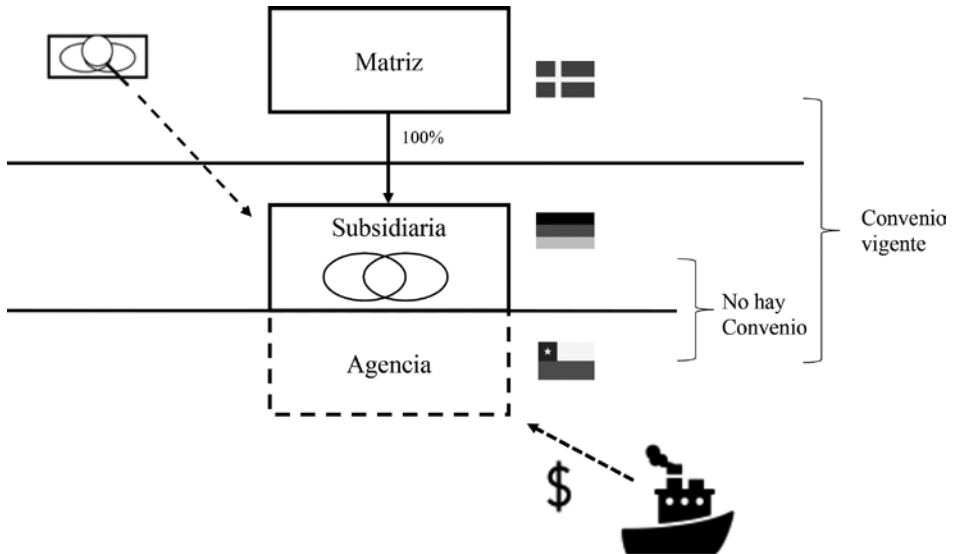 Matriz
100%
Subsidiaria
Convenio
vigente
No hay
Convenio
Agencia
$